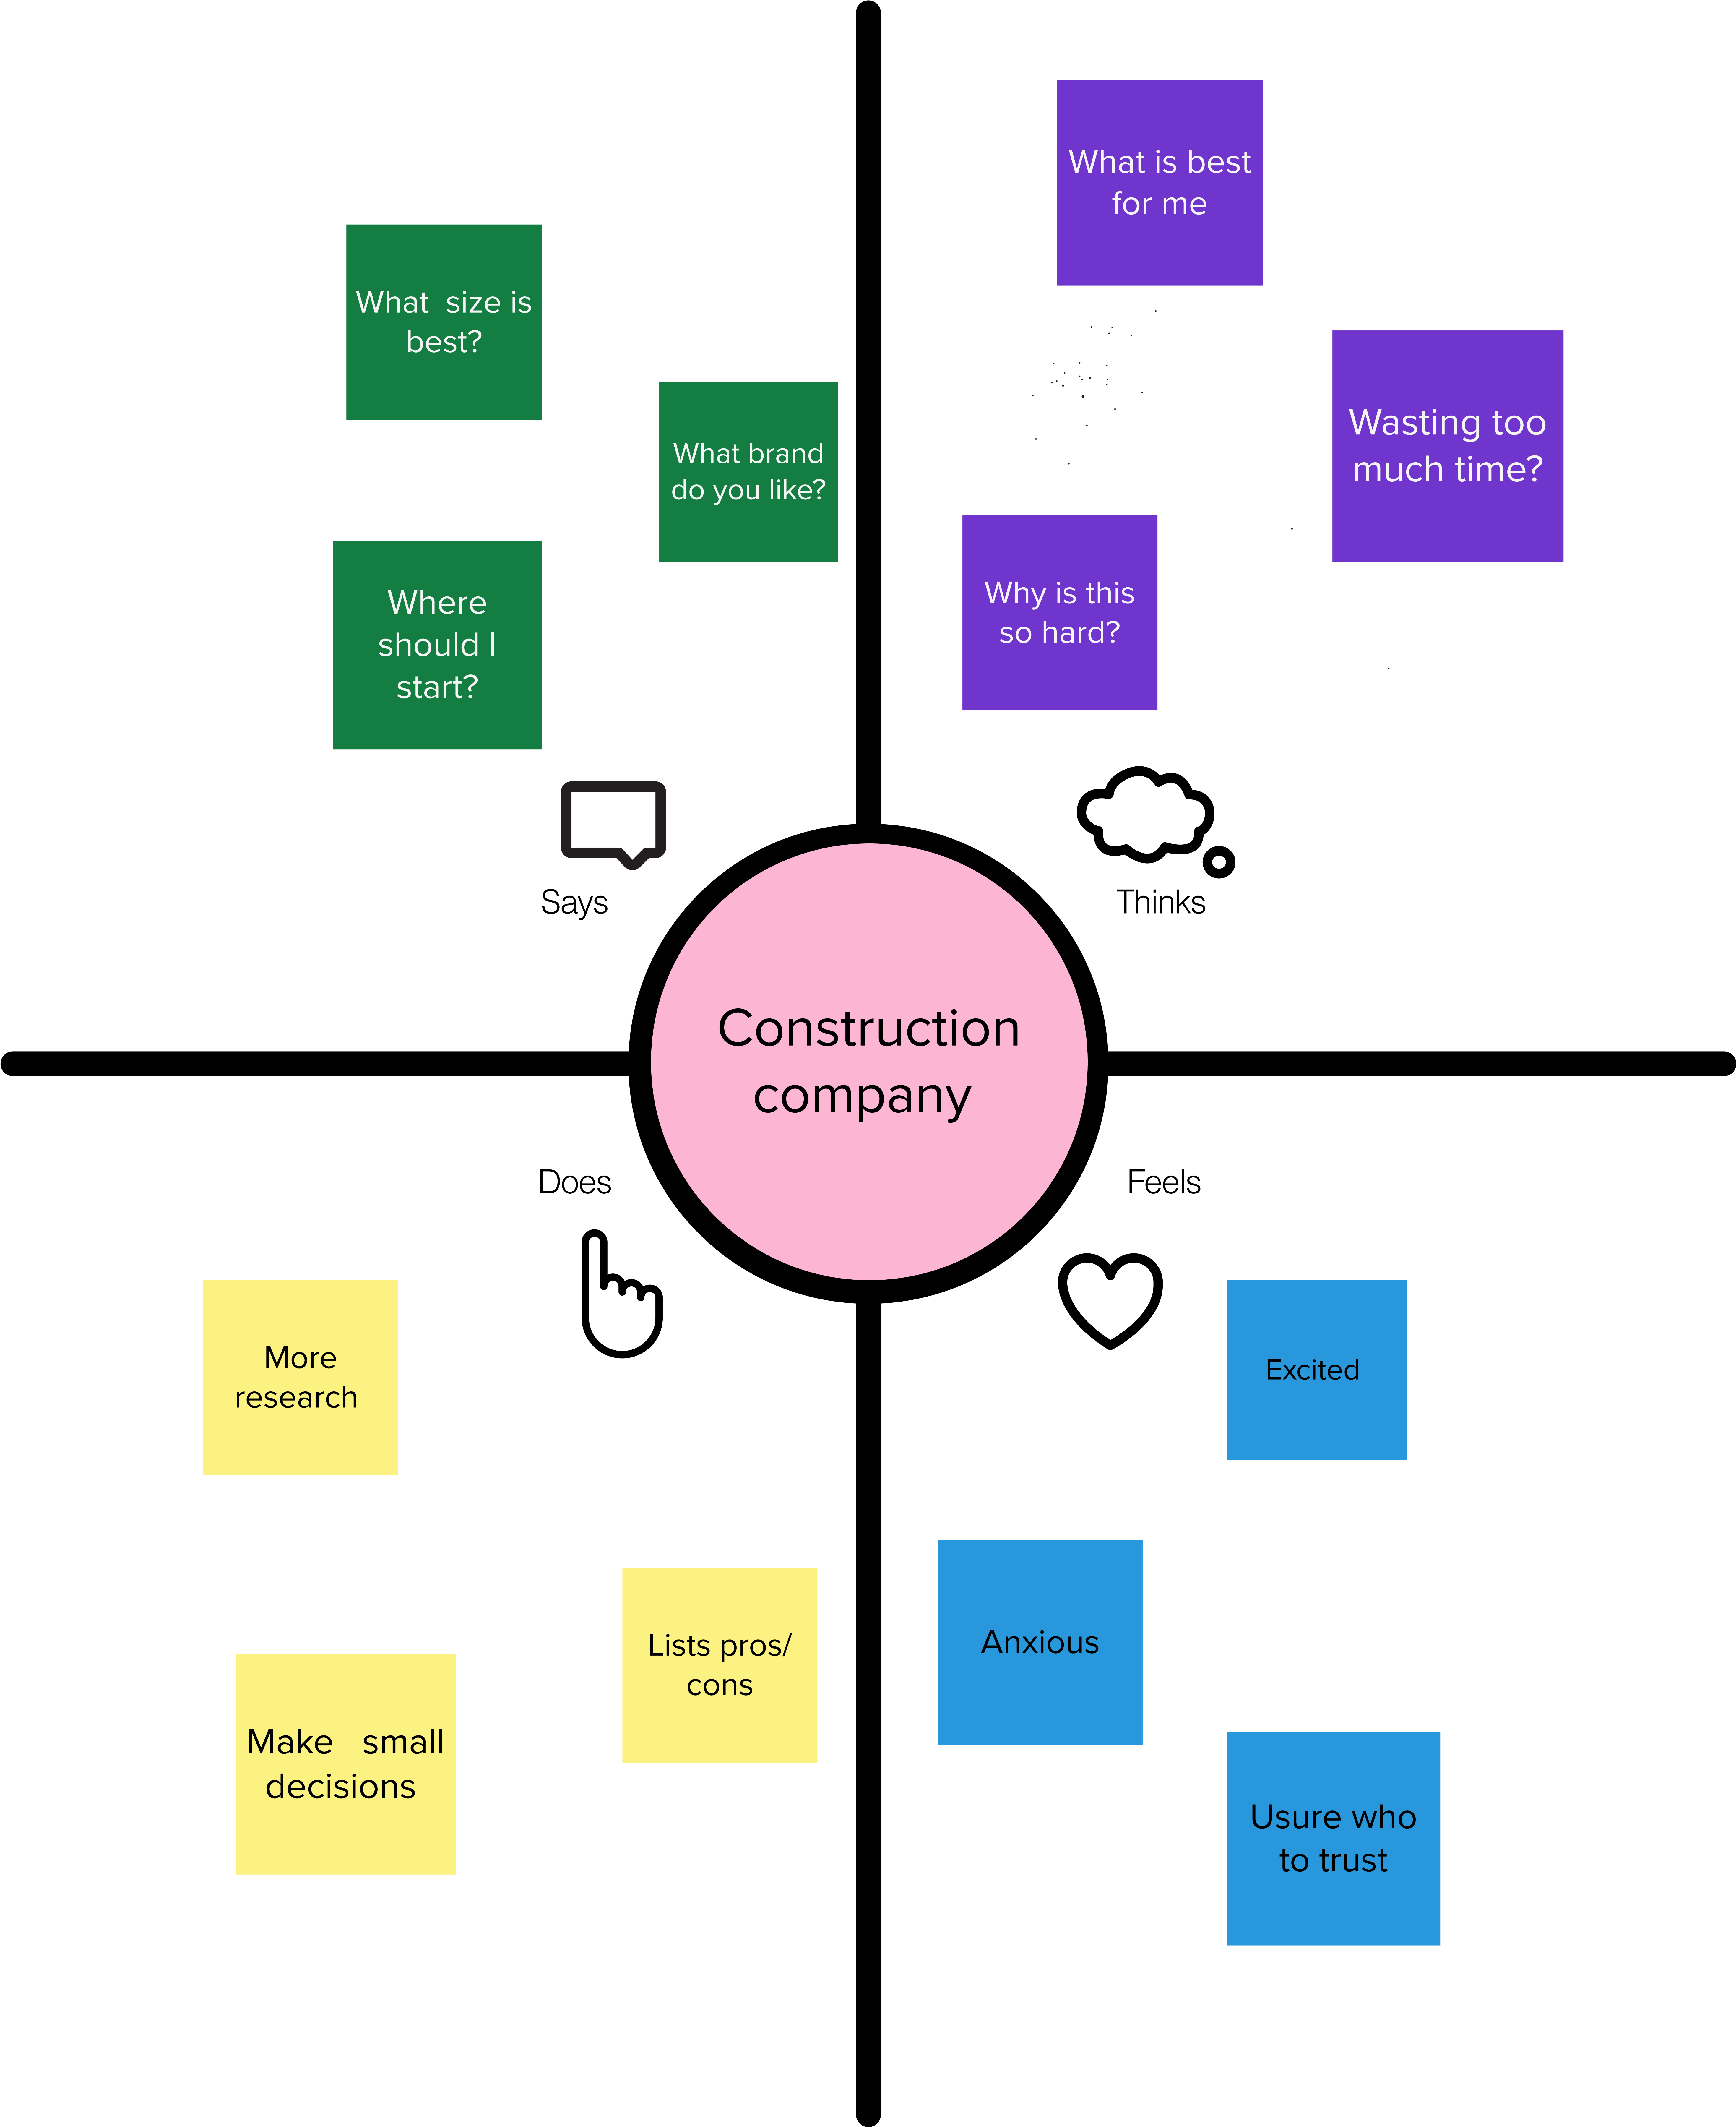 What is best
for me
What  size is
best?
What brand
do you like?
Wasting too
much time?
Where
should I
start?
Why is this
so hard?
Says
Thinks
Construction
company
Does
Feels
More
research
Excited
Lists pros/
cons
Anxious
Make   small
decisions
Usure who
to trust